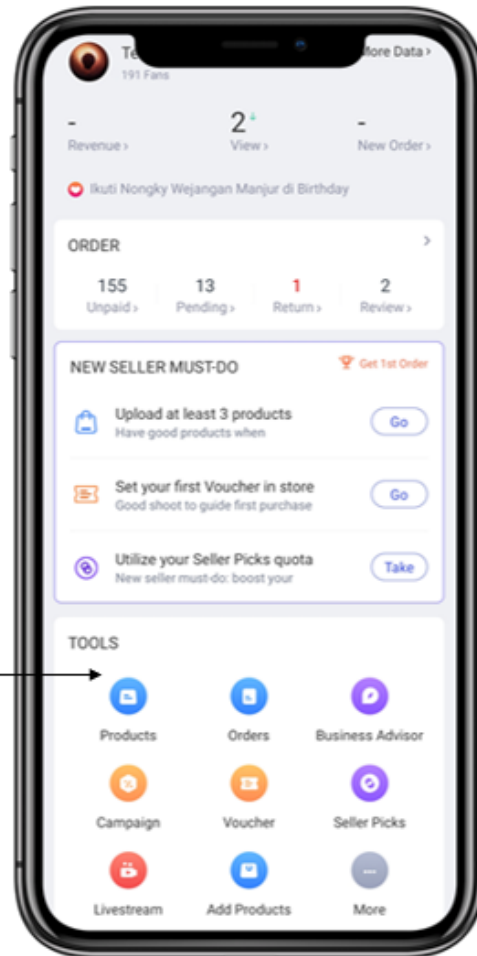 More Data >
191 Fans
- 2 -
Revenue > View > New Order >
Ikuti Nongky Wejangan Manjur di Birthday
ORDER >
155 13 1 2
Unpaid > Pending > Return > Review >
NEW SELLER MUST-DO Get 1st Order
Upload at least 3 products
Have good products when
Go
Set your first Voucher in store
Good shoot to guide first purchase
Go
Utilize your Seller Picks quota
New seller must-do: boost your
Take
TOOLS
Products Orders Business Advisor
Campaign Voucher Seller Picks
Livestream Add Products More